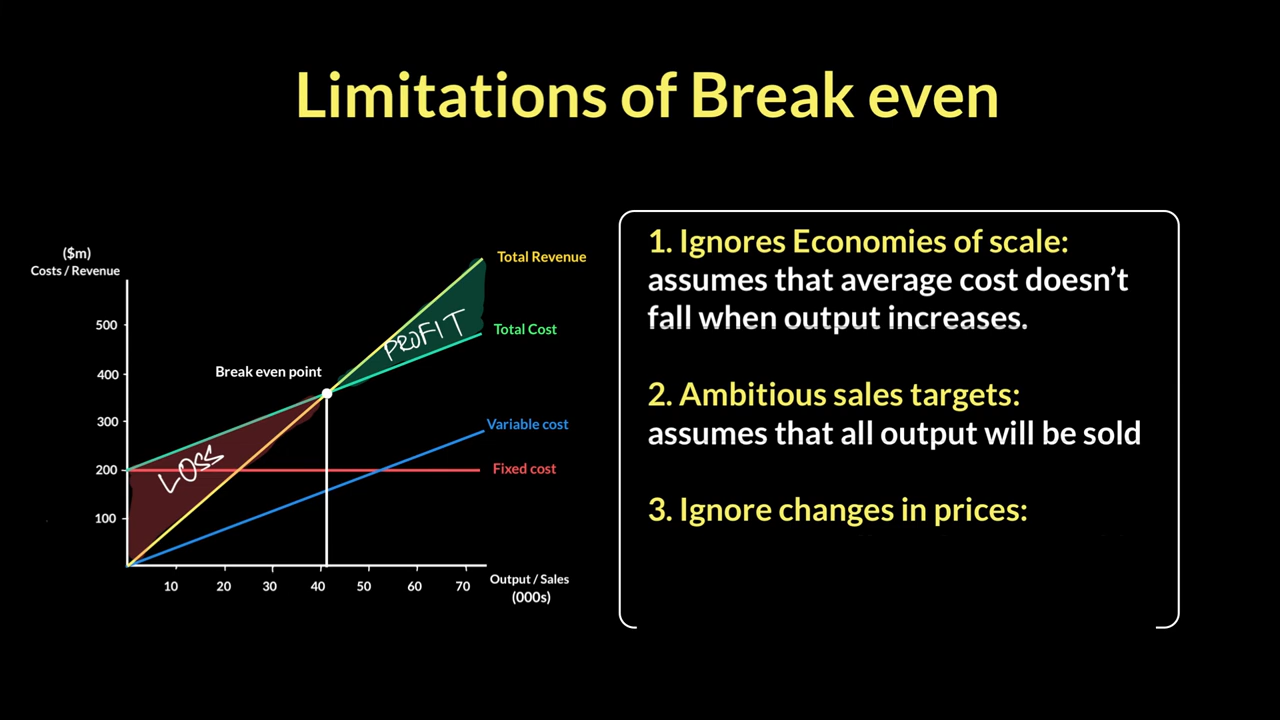 Limitations of Break even
($m)
Costs / Revenue
500
400
300
200
100
Break even point
LOSS
PROFIT
Total Revenue
Total Cost
Variable cost
Fixed cost
10 20 30 40 50 60 70
Output / Sales
(000s)
1. Ignores Economies of scale:
assumes that average cost doesn’t
fall when output increases.
2. Ambitious sales targets:
assumes that all output will be sold
3. Ignore changes in prices: